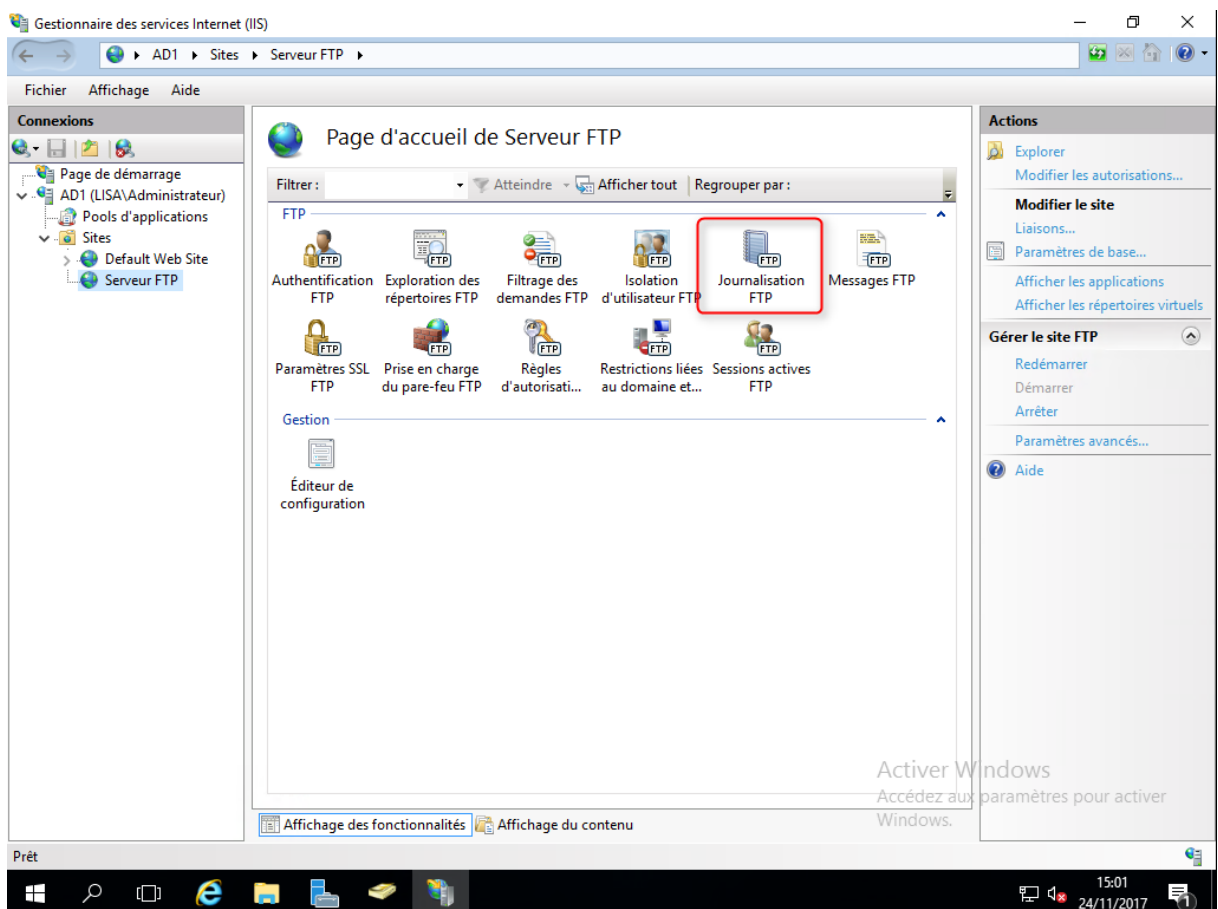 Gestionnaire des services Internet (IIS)
AD1 Sites Serveur FTP
Fichier Affichage Aide
Connexions
Page de démarrage
AD1 (LISA\Administrateur)
Pools d'applications
Sites
Default Web Site
Serveur FTP
Page d'accueil de Serveur FTP
Filtrer : Atteindre Afficher tout Regrouper par :
FTP
Authentification FTP
Exploration des répertoires FTP
Filtrage des demandes FTP
Isolation d'utilisateur FTP
Journalisation FTP
Messages FTP
Paramètres SSL FTP
Prise en charge du pare-feu FTP
Règles d'autorisati...
Restrictions liées au domaine et...
Sessions actives FTP
Gestion
Éditeur de configuration
Affichage des fonctionnalités Affichage du contenu
Actions
Explorer
Modifier les autorisations...
Modifier le site
Liaisons...
Paramètres de base...
Afficher les applications
Afficher les répertoires virtuels
Gérer le site FTP
Redémarrer
Démarrer
Arrêter
Paramètres avancés...
Aide
Activer Windows
Accédez aux paramètres pour activer
Windows.
Prêt
15:01
24/11/2017
1